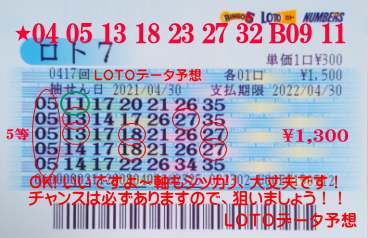 BINGO5 LOTO NUMBERS
★04 05 13 18 23 27 32 B09 11
ロト7 単価1口¥300
0417回 LOTOデータ予想 各01口 ¥1,500
抽せん日 2021/04/30 支払期限 2022/04/30
05 11 17 20 21 26 35
05 13 14 17 26 27 35
5等 05 13 17 18 21 26 27 ¥1,300
05 14 17 18 21 26 27
05 14 17 22 26 34 35
OK!いいですよ～軸もシッカリ、大丈夫です!
チャンスは必ずありますので、狙いましょう!!
LOTOデータ予想